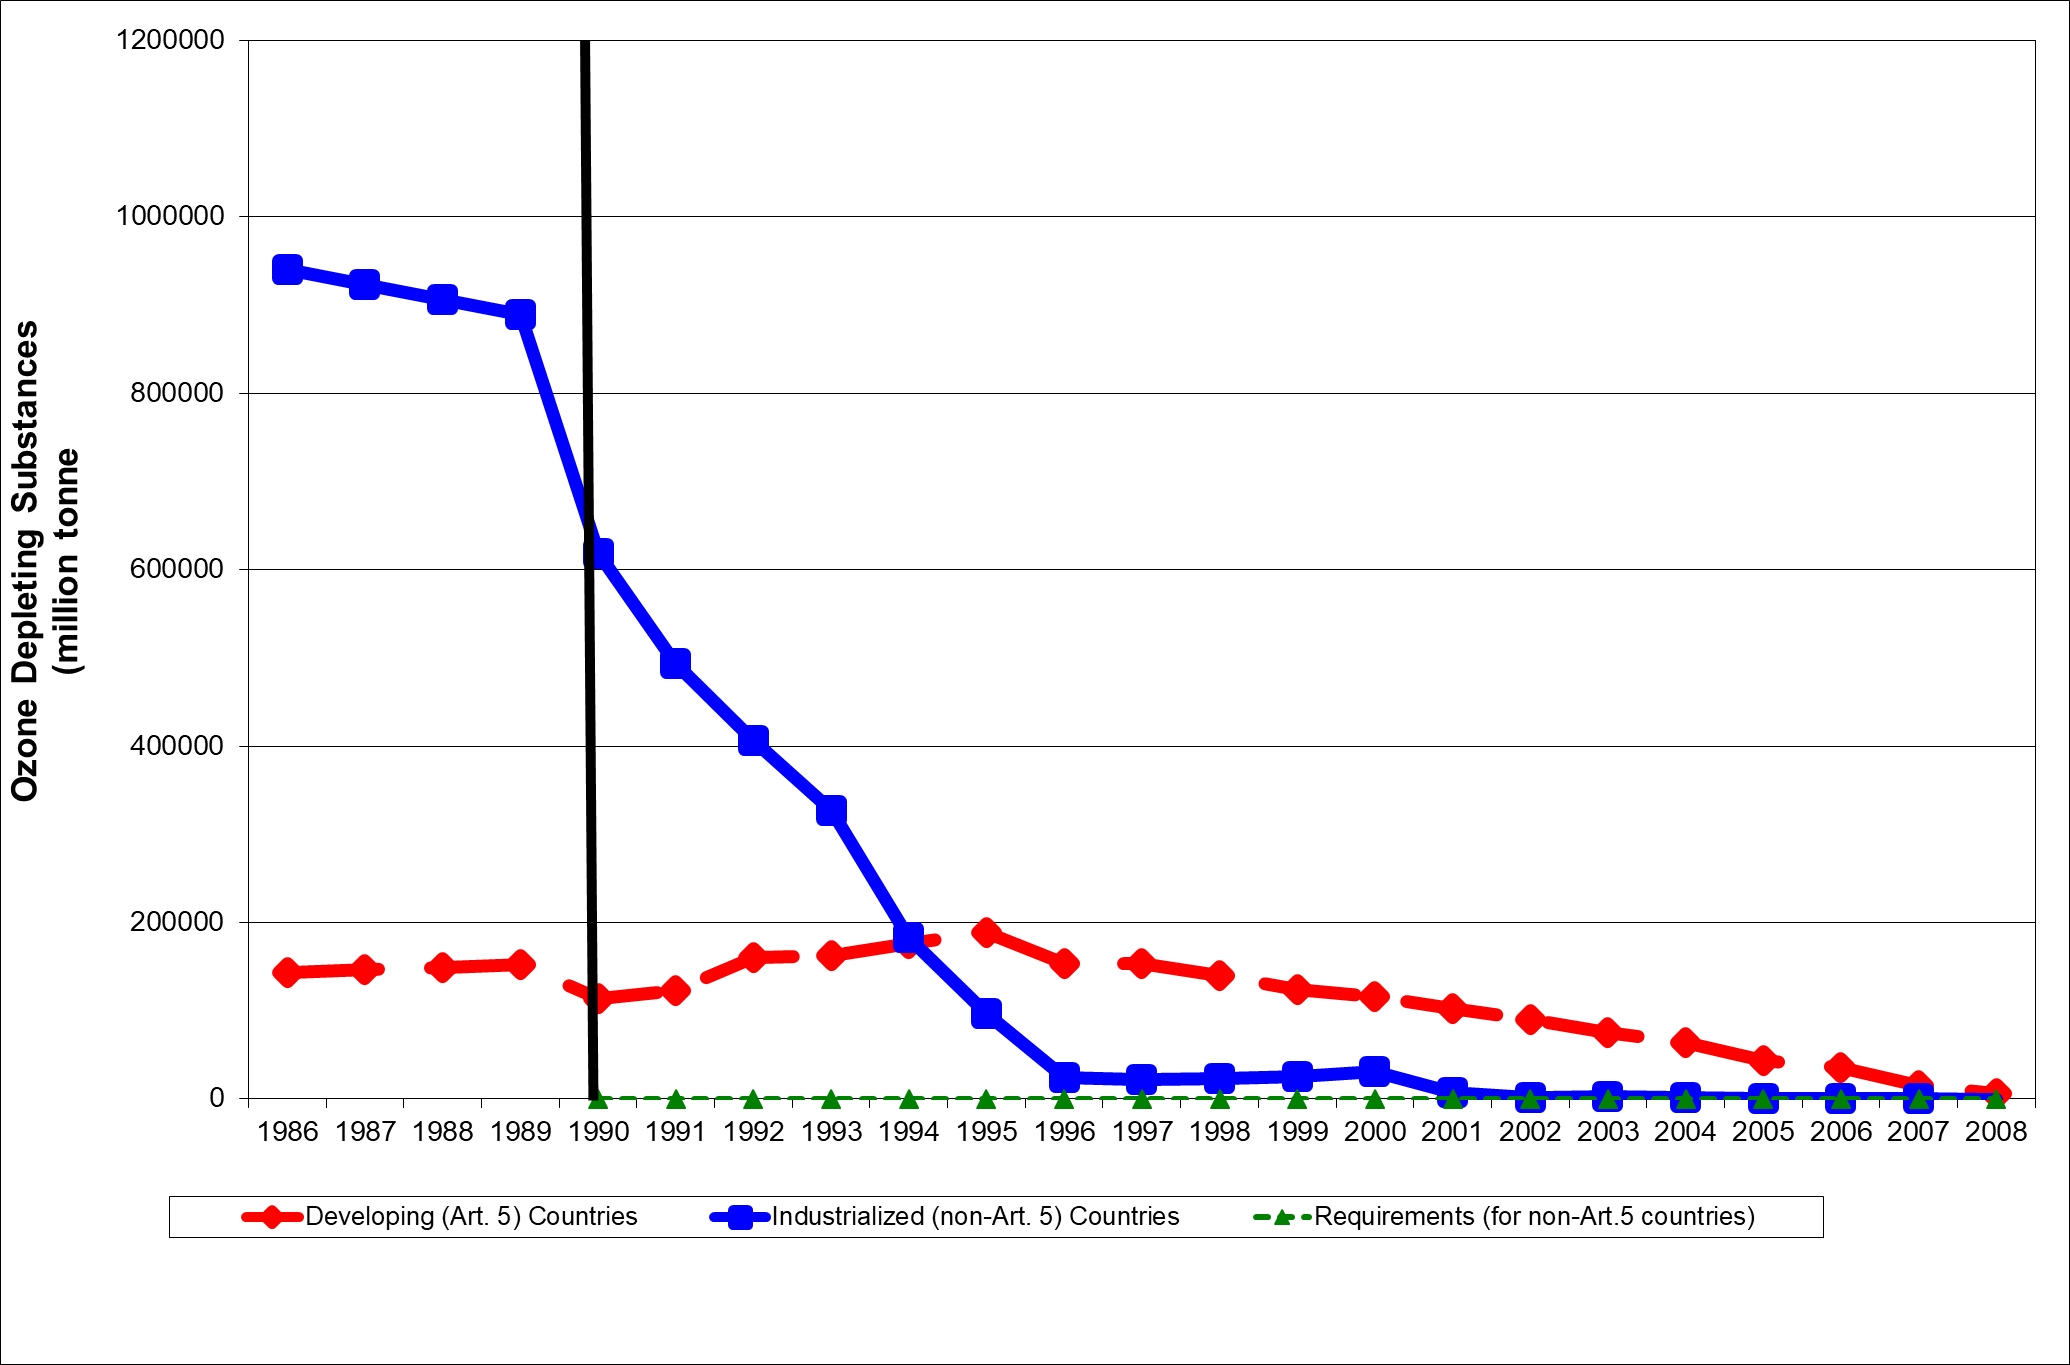 Ozone Depleting Substances
(million tonne
1200000
1000000
800000
600000
400000
200000
0
1986 1987 1988 1989 1990 1991 1992 1993 1994 1995 1996 1997 1998 1999 2000 2001 2002 2003 2004 2005 2006 2007 2008
Developing (Art. 5) Countries Industrialized (non-Art. 5) Countries Requirements (for non-Art.5 countries)